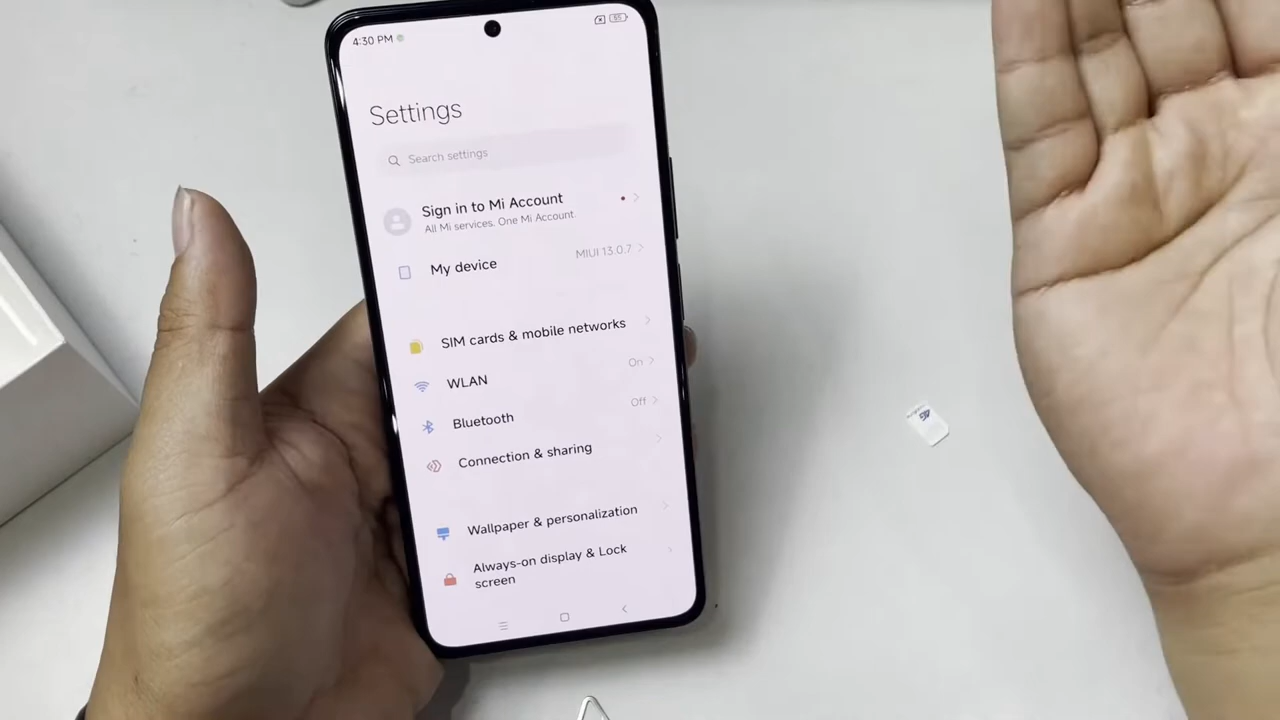 4:30 PM
55
Settings
Search settings
Sign in to Mi Account
All Mi services. One Mi Account.
My device
MIUI 13.0.7
SIM cards & mobile networks
WLAN
On
Bluetooth
Off
Connection & sharing
Wallpaper & personalization
Always-on display & Lock
screen
4G